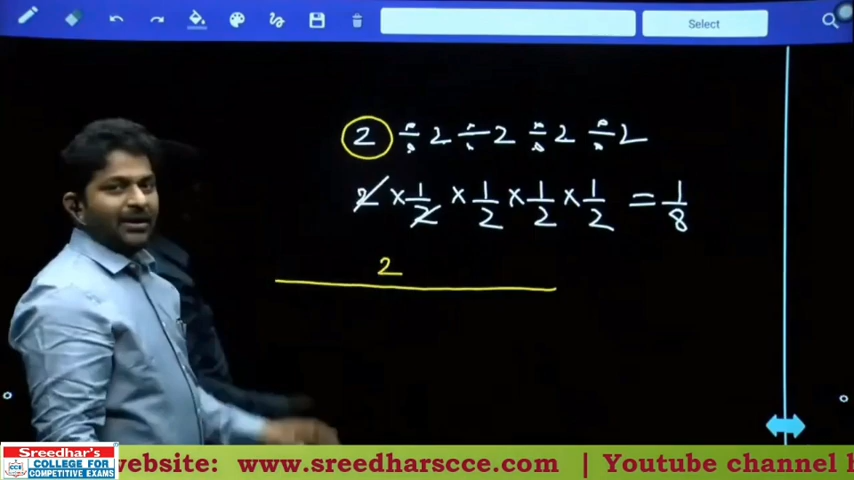 Select
2 ÷ 2 ÷ 2 ÷ 2 ÷ 2
2 × 1/2 × 1/2 × 1/2 × 1/2 = 1/8
2
Sreedhar's
CCE
COLLEGE FOR
COMPETITIVE EXAMS
website: www.sreedharscce.com | Youtube channel